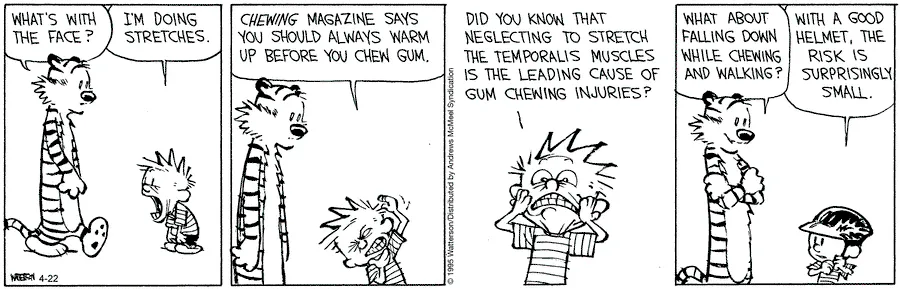 WHAT'S WITH
THE FACE?
I'M DOING
STRETCHES.
CHEWING MAGAZINE SAYS
YOU SHOULD ALWAYS WARM
UP BEFORE YOU CHEW GUM.
DID YOU KNOW THAT
NEGLECTING TO STRETCH
THE TEMPORALIS MUSCLES
IS THE LEADING CAUSE OF
GUM CHEWING INJURIES?
WHAT ABOUT
FALLING DOWN
WHILE CHEWING
AND WALKING?
WITH A GOOD
HELMET, THE
RISK IS
SURPRISINGLY
SMALL.
WATTERSON 4-22
© 1995 Watterson/Distributed by Andrews McMeel Syndication